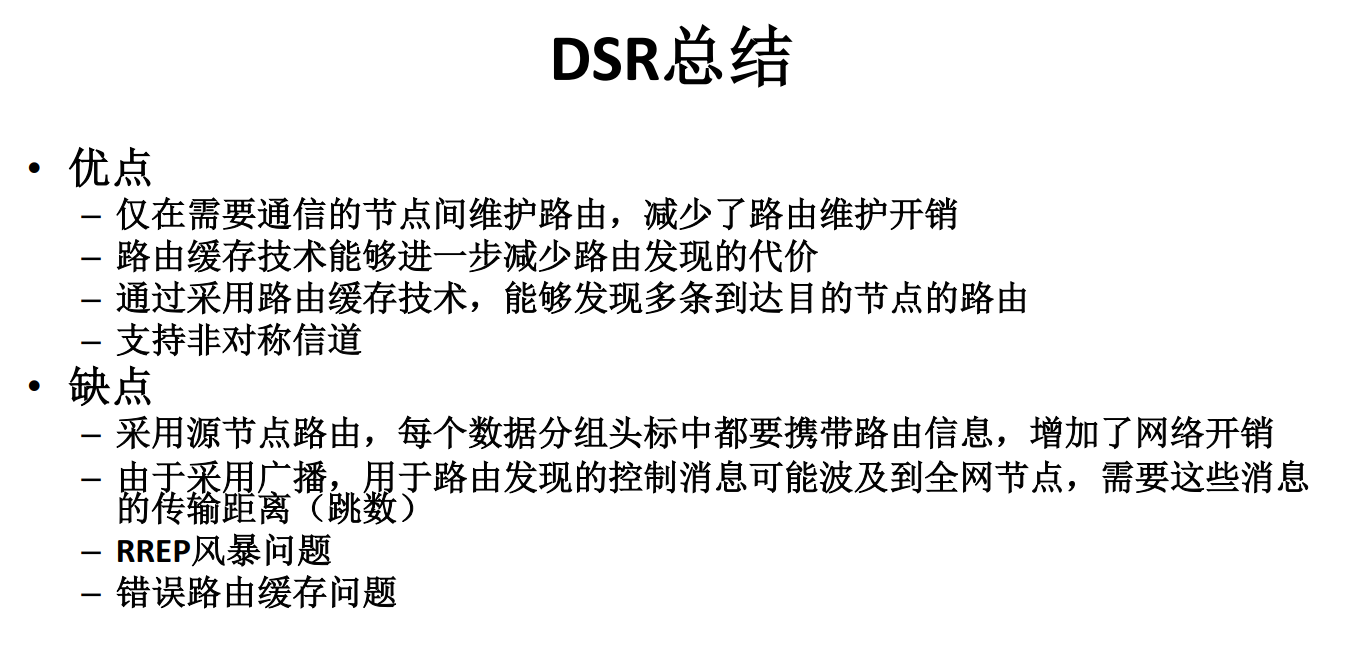 DSR总结
• 优点
– 仅在需要通信的节点间维护路由，减少了路由维护开销
– 路由缓存技术能够进一步减少路由发现的代价
– 通过采用路由缓存技术，能够发现多条到达目的节点的路由
– 支持非对称信道
• 缺点
– 采用源节点路由，每个数据分组头标中都要携带路由信息，增加了网络开销
– 由于采用广播，用于路由发现的控制消息可能波及到全网节点，需要这些消息
的传输距离（跳数）
– RREP风暴问题
– 错误路由缓存问题